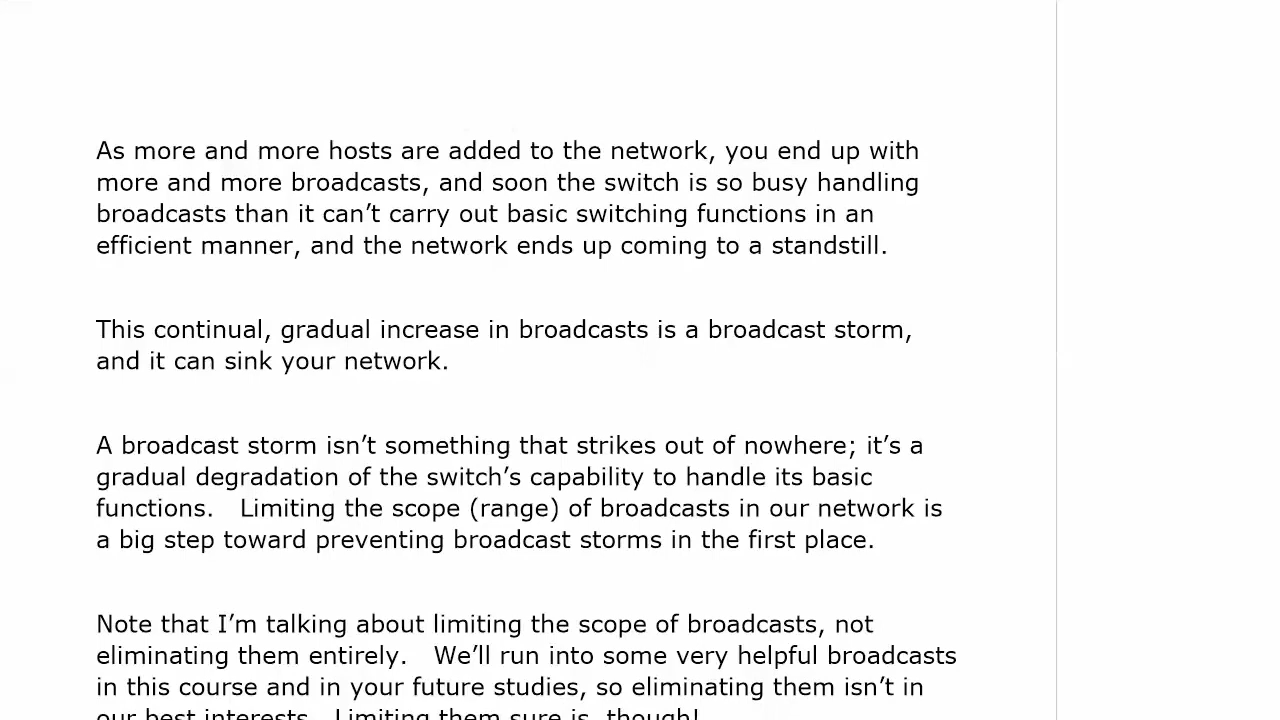 As more and more hosts are added to the network, you end up with
more and more broadcasts, and soon the switch is so busy handling
broadcasts than it can’t carry out basic switching functions in an
efficient manner, and the network ends up coming to a standstill.
This continual, gradual increase in broadcasts is a broadcast storm,
and it can sink your network.
A broadcast storm isn’t something that strikes out of nowhere; it’s a
gradual degradation of the switch’s capability to handle its basic
functions. Limiting the scope (range) of broadcasts in our network is
a big step toward preventing broadcast storms in the first place.
Note that I’m talking about limiting the scope of broadcasts, not
eliminating them entirely. We’ll run into some very helpful broadcasts
in this course and in your future studies, so eliminating them isn’t in
our best interests. Limiting them sure is, though!